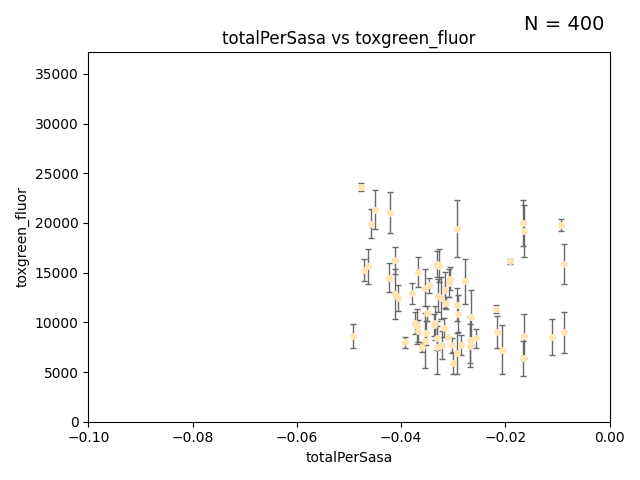 N = 400
totalPerSasa vs toxgreen_fluor
35000
30000
25000
20000
15000
10000
5000
0
toxgreen_fluor
−0.10 −0.08 −0.06 −0.04 −0.02 0.00
totalPerSasa